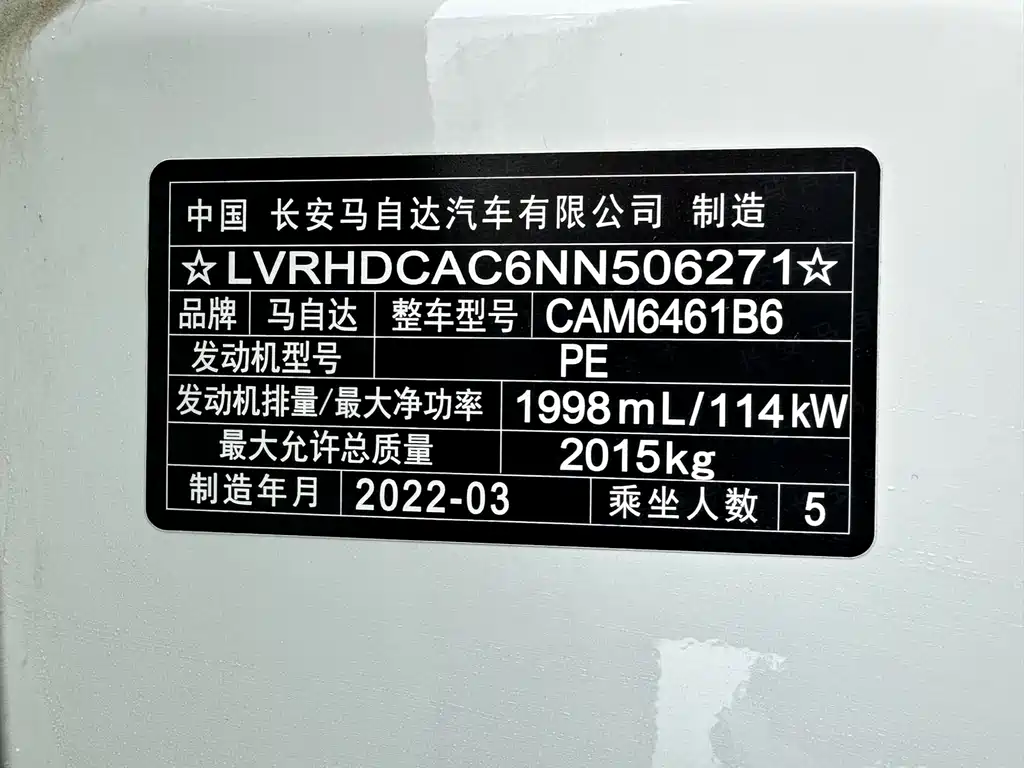 中国 长安马自达汽车有限公司 制造
☆LVRHDCAC6NN506271☆
品牌 马自达 整车型号 CAM6461B6
发动机型号 PE
发动机排量/最大净功率 1998mL/114kW
最大允许总质量 2015kg
制造年月 2022-03 乘坐人数 5